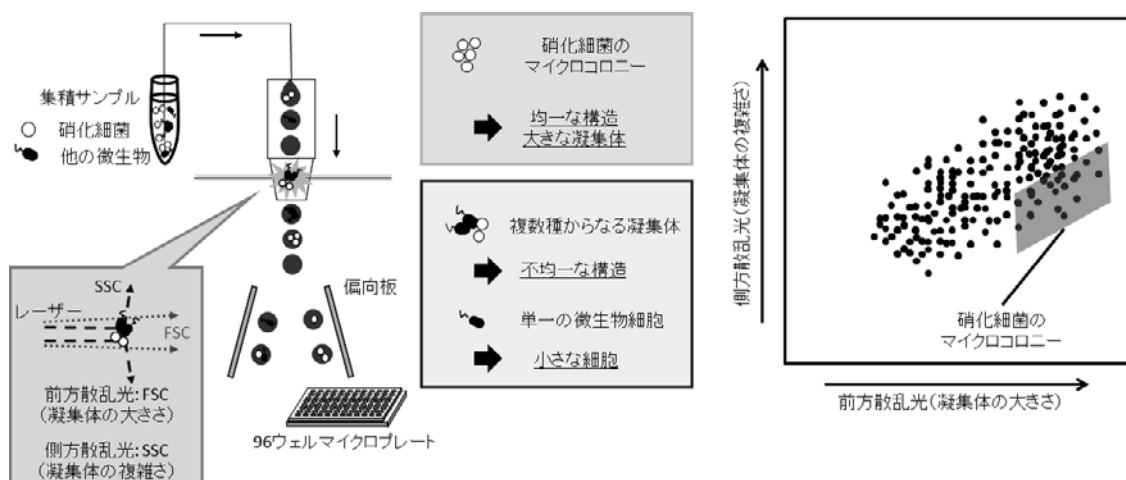 集積サンプル
硝化細菌
他の微生物
SSC
レーザー
FSC
前方散乱光:FSC
(凝集体の大きさ)
側方散乱光:SSC
(凝集体の複雑さ)
偏向板
96ウェルマイクロプレート
硝化細菌の
マイクロコロニー
均一な構造
大きな凝集体
複数種からなる凝集体
不均一な構造
単一の微生物細胞
小さな細胞
側方散乱光(凝集体の複雑さ)
硝化細菌の
マイクロコロニー
前方散乱光(凝集体の大きさ)